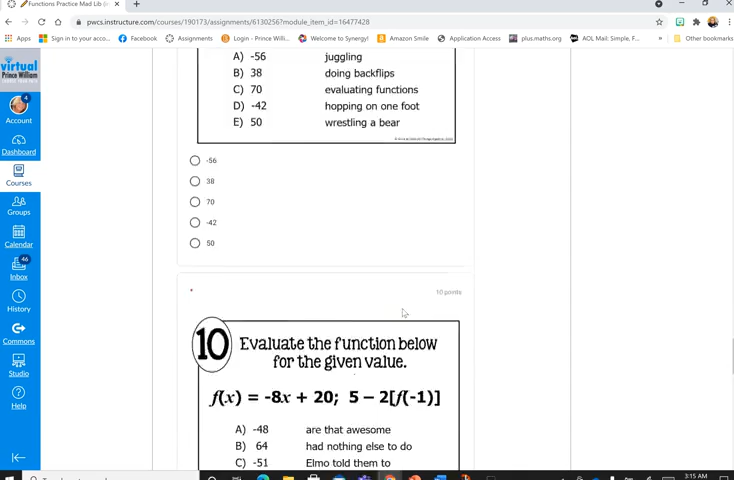 Functions Practice Mad Lib (
pwcs.instructure.com/courses/190173/assignments/6130256?module_item_id=16477428
Apps Sign in to your acco... Facebook Assignments Login - Prince Willi... Welcome to Synergy! Amazon Smile Application Access plus.maths.org AOL Mail: Simple, F... » Other bookmarks
virtual
Prince William
4
Account
Dashboard
Courses
Groups
Calendar
46
Inbox
History
Commons
Studio
Help
A) -56 juggling
B) 38 doing backflips
C) 70 evaluating functions
D) -42 hopping on one foot
E) 50 wrestling a bear
-56
38
70
-42
50
* 10 points
10 Evaluate the function below
for the given value.
f(x) = -8x + 20; 5 – 2[f(-1)]
A) -48 are that awesome
B) 64 had nothing else to do
C) -51 Elmo told them to
3:15 AM